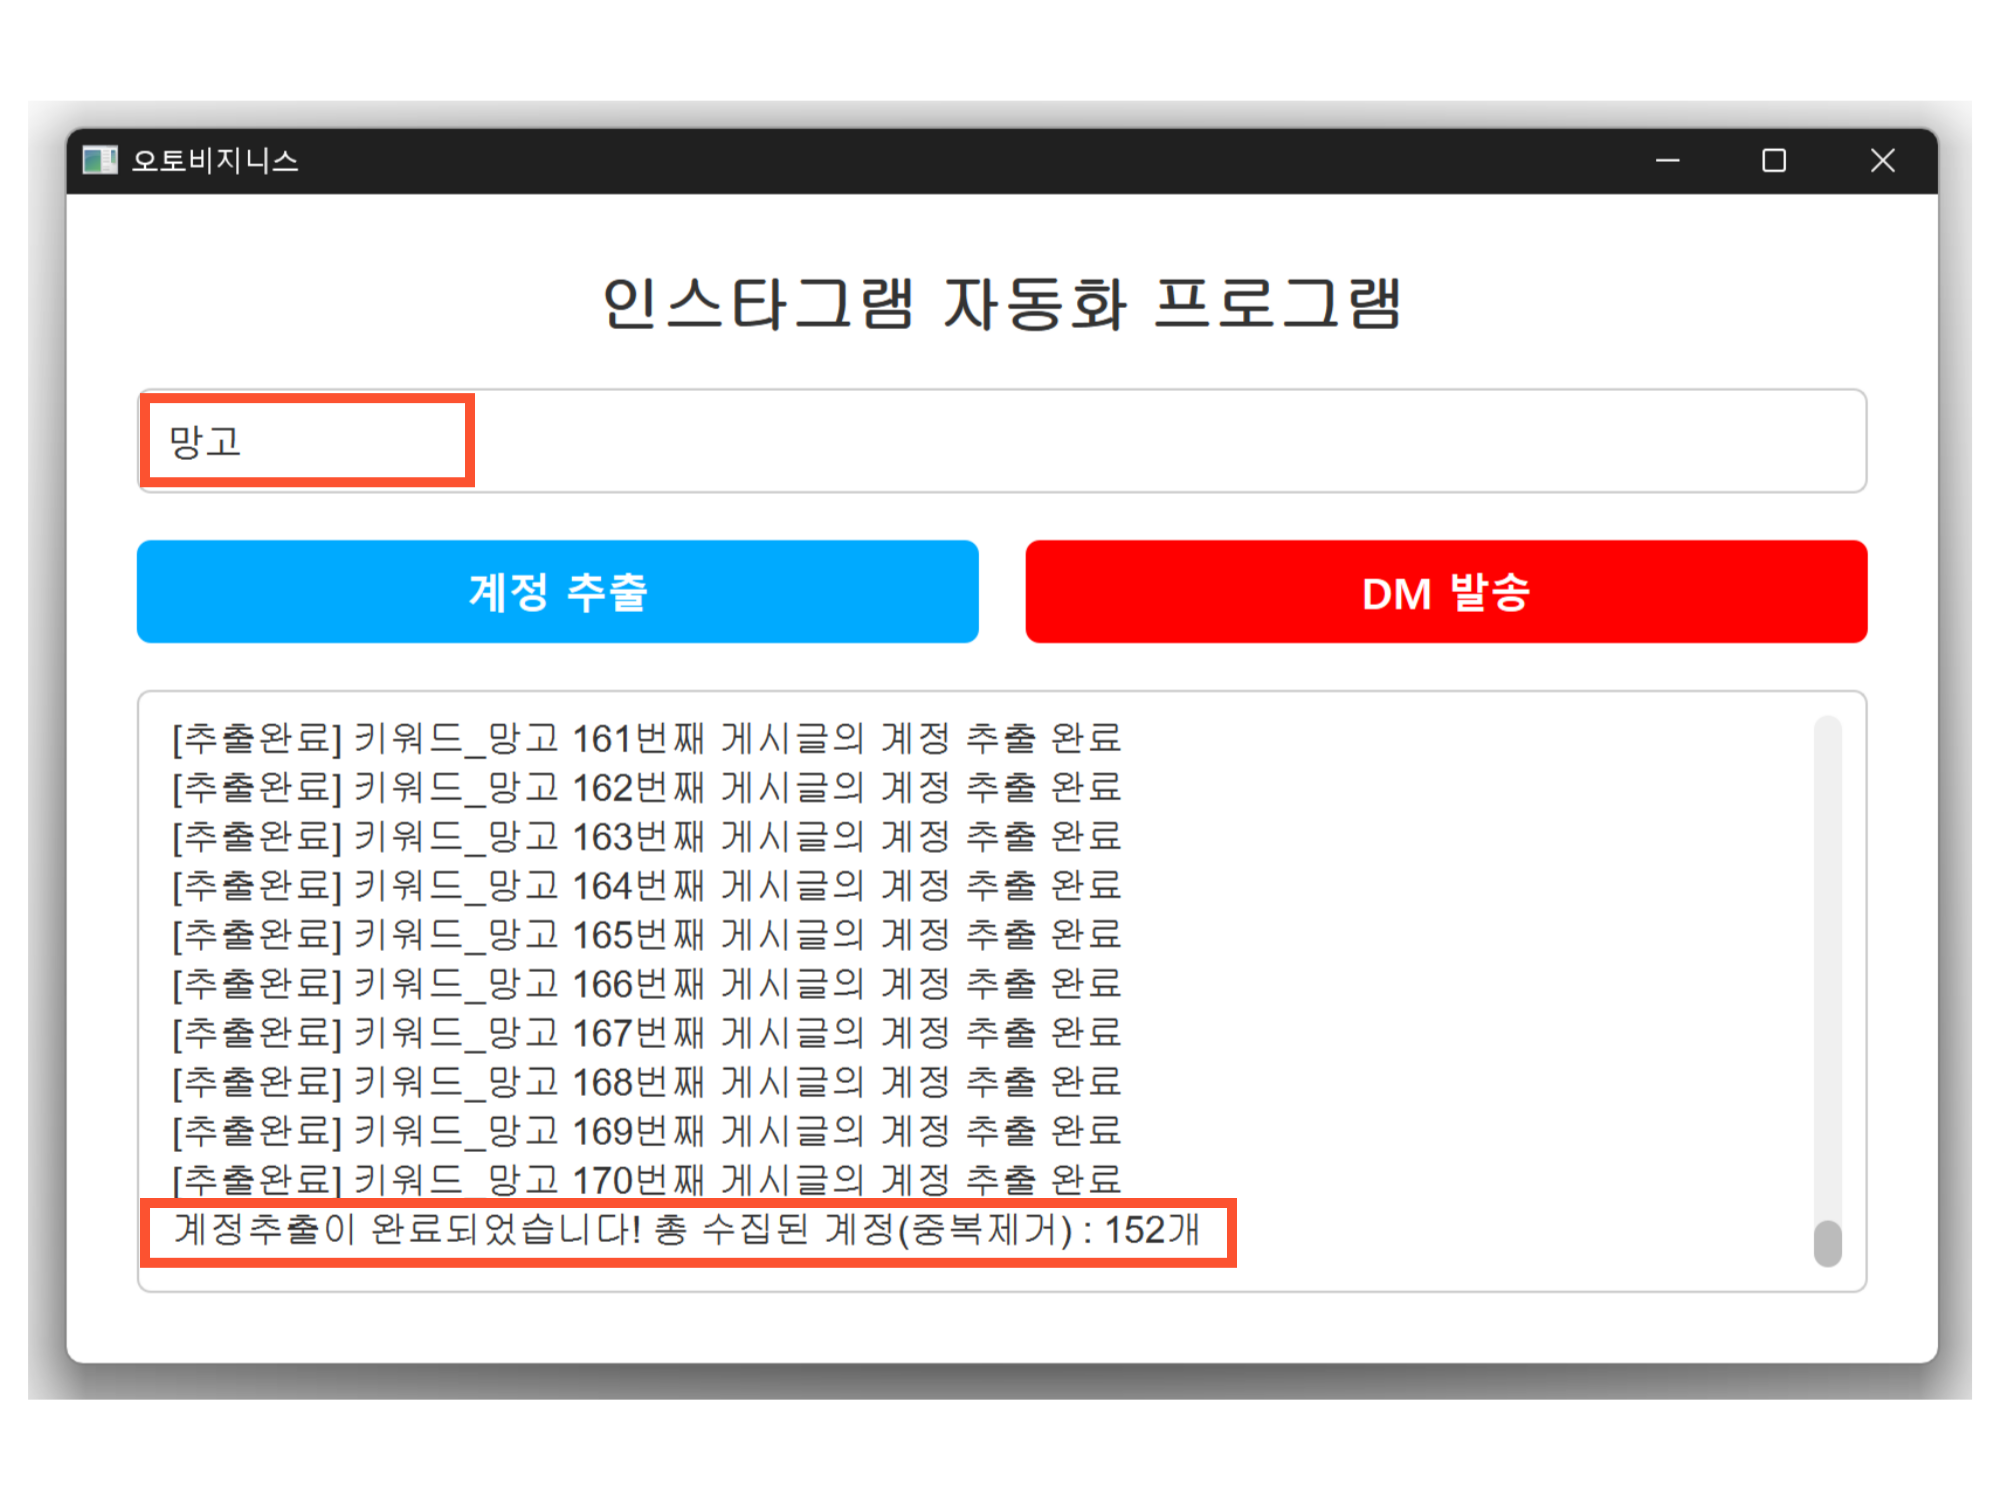 오토비지니스
인스타그램 자동화 프로그램
망고
계정 추출
DM 발송
[추출완료] 키워드_망고 161번째 게시글의 계정 추출 완료
[추출완료] 키워드_망고 162번째 게시글의 계정 추출 완료
[추출완료] 키워드_망고 163번째 게시글의 계정 추출 완료
[추출완료] 키워드_망고 164번째 게시글의 계정 추출 완료
[추출완료] 키워드_망고 165번째 게시글의 계정 추출 완료
[추출완료] 키워드_망고 166번째 게시글의 계정 추출 완료
[추출완료] 키워드_망고 167번째 게시글의 계정 추출 완료
[추출완료] 키워드_망고 168번째 게시글의 계정 추출 완료
[추출완료] 키워드_망고 169번째 게시글의 계정 추출 완료
[추출완료] 키워드_망고 170번째 게시글의 계정 추출 완료
계정추출이 완료되었습니다! 총 수집된 계정(중복제거) : 152개